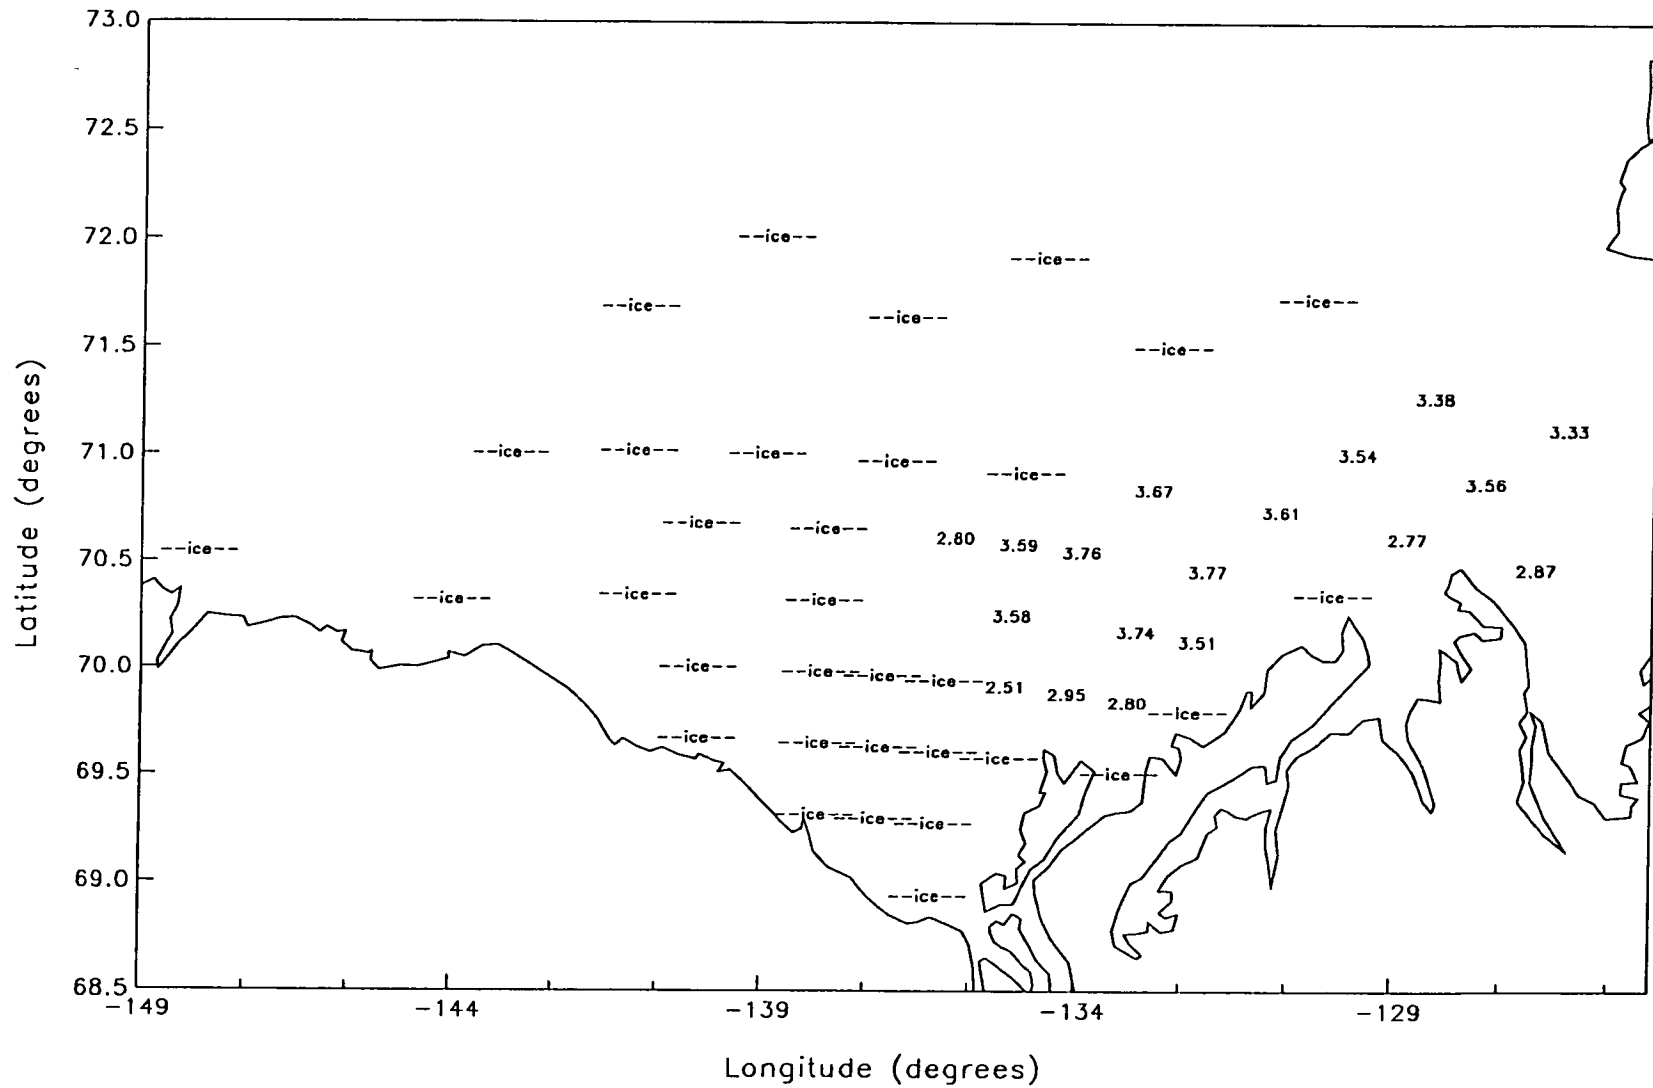 73.0
72.5
72.0
--ice--
--ice--
--ice-- --ice--
--ice--
71.5
--ice--
3.38
3.33
71.0
--ice-- --ice-- --ice-- --ice-- --ice-- 3.54
3.67 3.56
--ice-- --ice-- 3.61
2.80 3.59 3.76 2.77
70.5
--ice--
3.77 2.87
--ice-- --ice-- --ice-- --ice--
3.58 3.74 3.51
70.0
--ice-- --ice-- --ice-- --ice-- 2.51 2.95 2.80 --ice--
--ice-- --ice-- --ice-- --ice-- --ice--
69.5
--ice--
--ice-- --ice-- --ice--
69.0
--ice--
68.5
-149 -144 -139 -134 -129
Longitude (degrees)
Latitude (degrees)